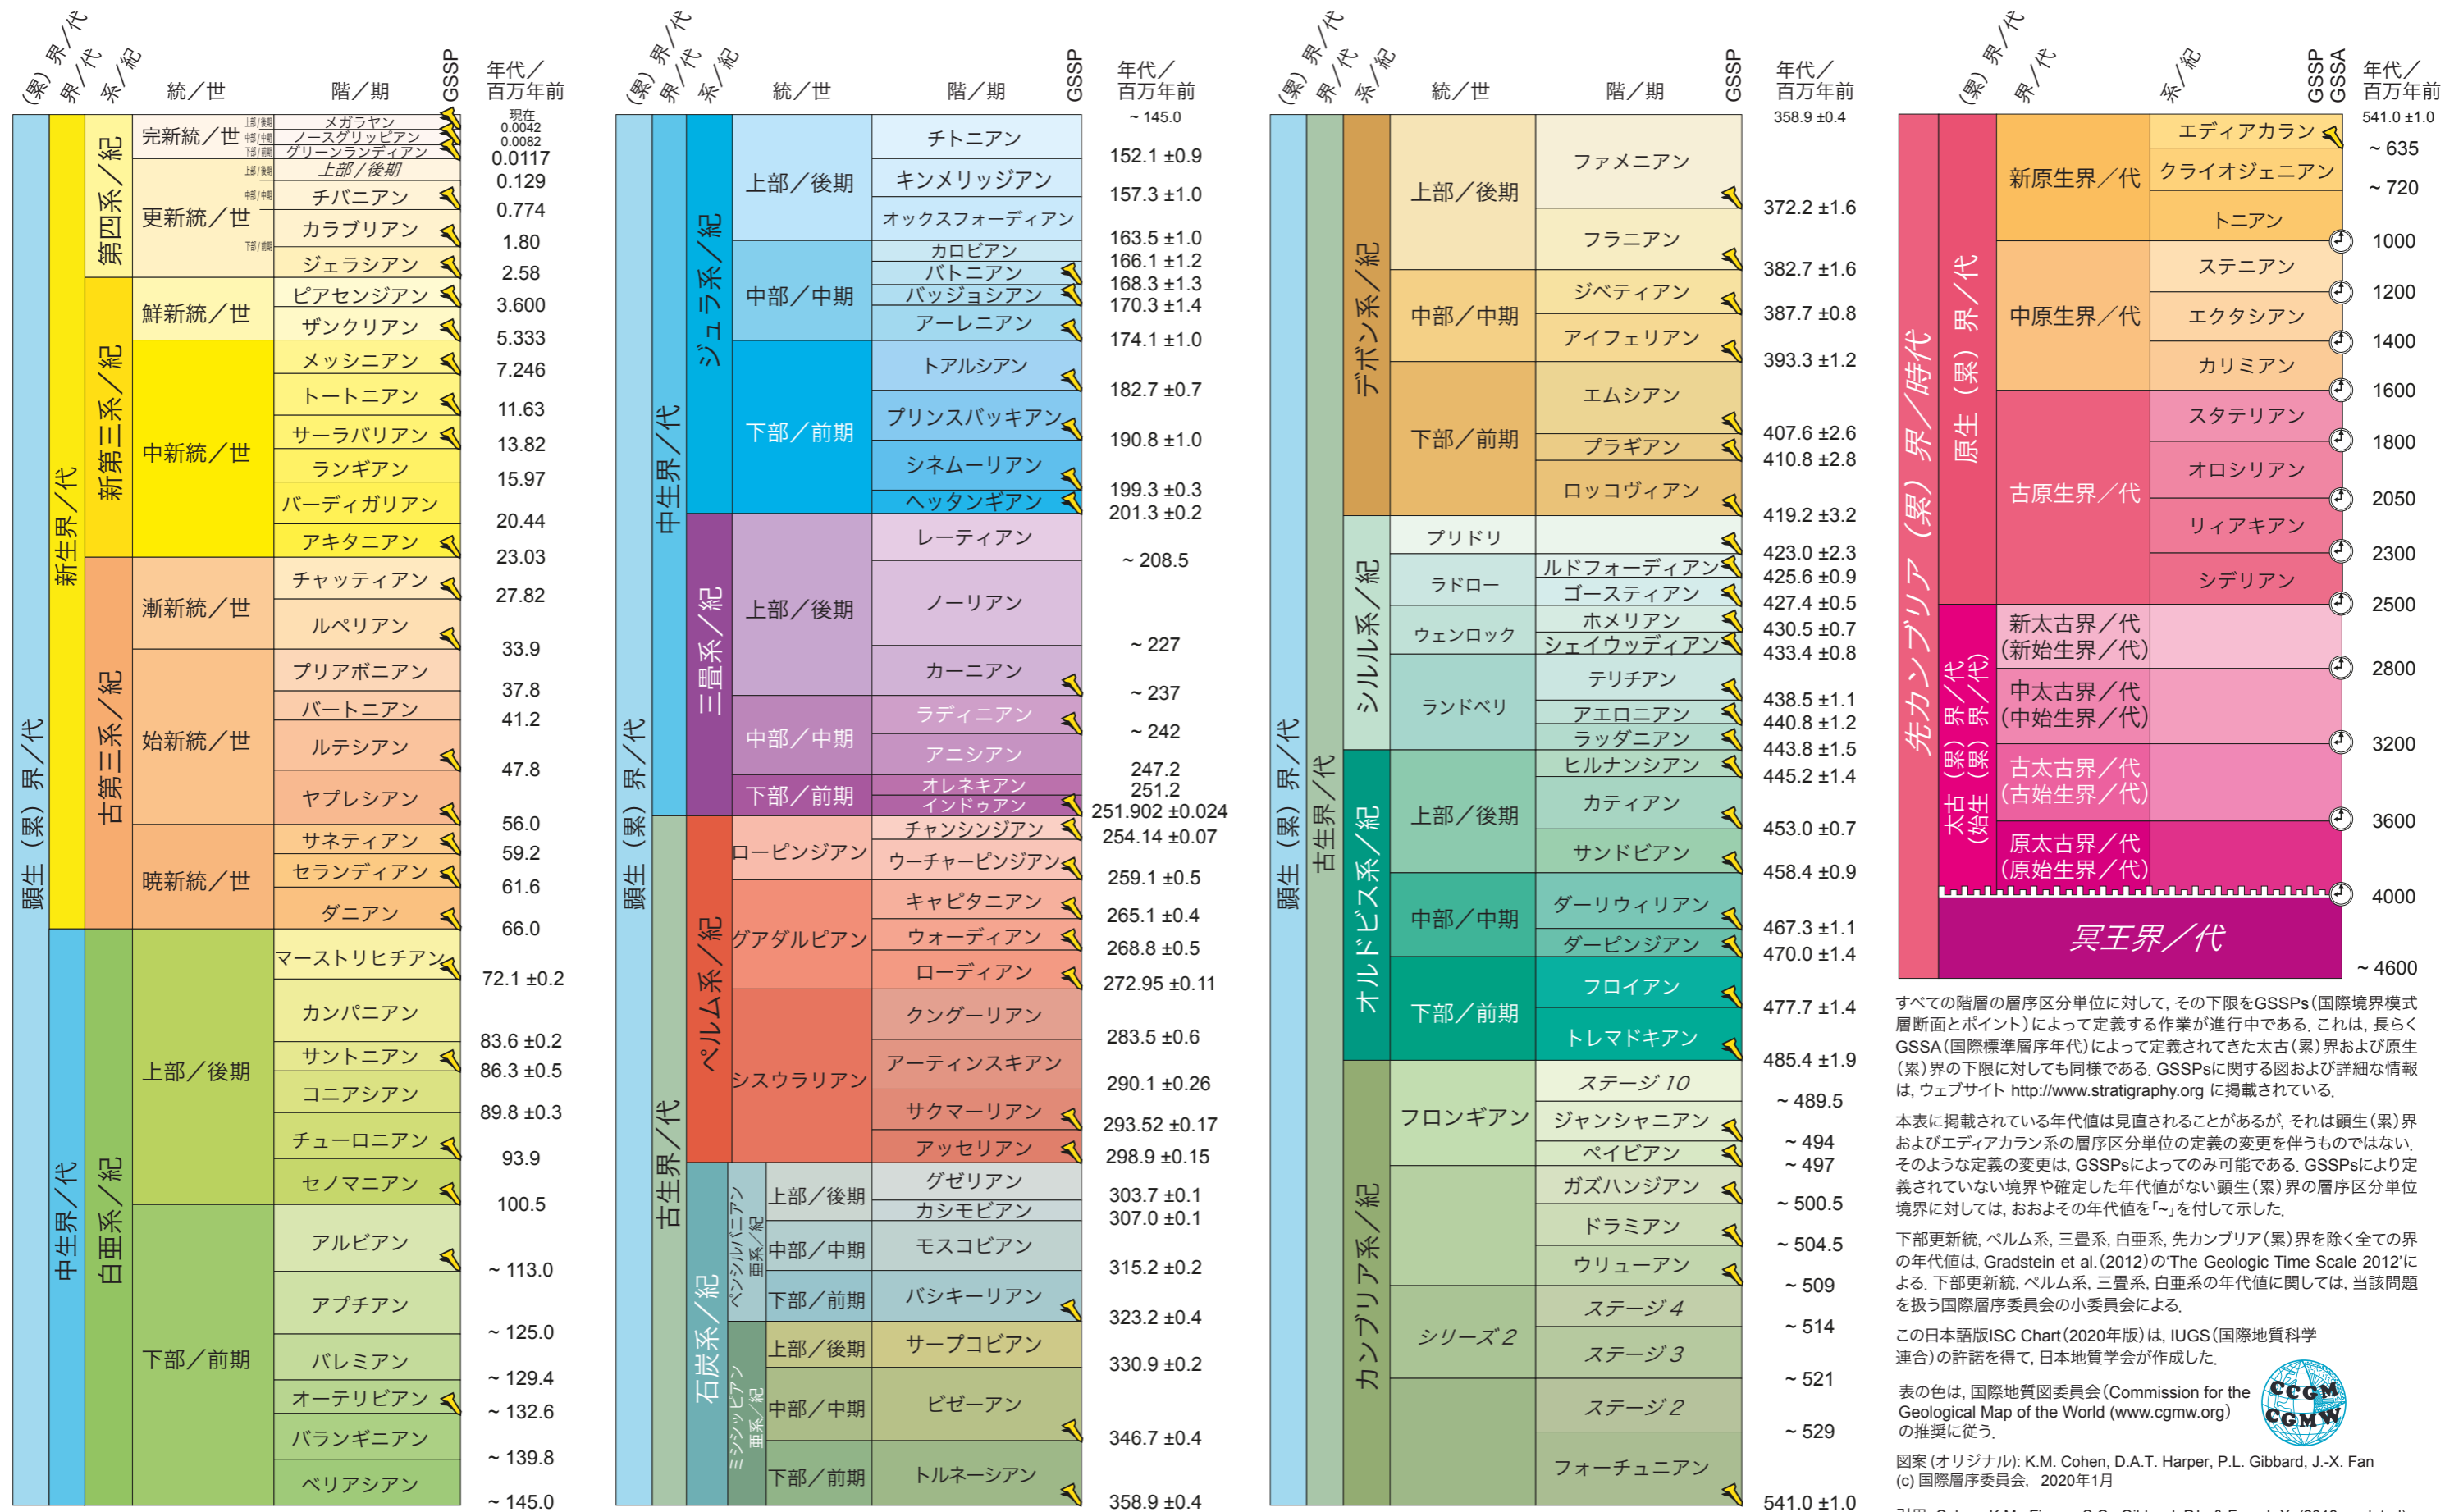 (累) 界/代
界/代
系/紀
統/世
階/期
GSSP
年代/
百万年前
顕生(累)界/代
新生界/代
中生界/代
第四系/紀
新第三系/紀
古第三系/紀
白亜系/紀
完新統/世
上部/後期
メガラヤン
現在
中部/中期
ノースグリッピアン
0.0042
下部/前期
グリーンランディアン
0.0082
0.0117
更新統/世
上部/後期
上部/後期
0.129
中部/中期
チバニアン
0.774
下部/前期
カラブリアン
1.80
ジェラシアン
2.58
鮮新統/世
ピアセンジアン
3.600
ザンクリアン
5.333
中新統/世
メッシニアン
7.246
トートニアン
11.63
サーラバリアン
13.82
ランギアン
15.97
バーディガリアン
20.44
アキタニアン
23.03
漸新統/世
チャッティアン
27.82
ルペリアン
33.9
始新統/世
プリアボニアン
37.8
バートニアン
41.2
ルテシアン
47.8
ヤプレシアン
56.0
暁新統/世
サネティアン
59.2
セランディアン
61.6
ダニアン
66.0
上部/後期
マーストリヒチアン
72.1 ±0.2
カンパニアン
83.6 ±0.2
サントニアン
86.3 ±0.5
コニアシアン
89.8 ±0.3
チューロニアン
93.9
セノマニアン
100.5
下部/前期
アルビアン
~ 113.0
アプチアン
~ 125.0
バレミアン
~ 129.4
オーテリビアン
~ 132.6
バランギニアン
~ 139.8
ベリアシアン
~ 145.0
(累) 界/代
界/代
系/紀
統/世
階/期
GSSP
年代/
百万年前
顕生(累)界/代
中生界/代
古生界/代
ジュラ系/紀
三畳系/紀
ペルム系/紀
石炭系/紀
~ 145.0
上部/後期
チトニアン
152.1 ±0.9
キンメリッジアン
157.3 ±1.0
オックスフォーディアン
163.5 ±1.0
中部/中期
カロビアン
166.1 ±1.2
バトニアン
168.3 ±1.3
バッジョシアン
170.3 ±1.4
アーレニアン
174.1 ±1.0
下部/前期
トアルシアン
182.7 ±0.7
プリンスバッキアン
190.8 ±1.0
シネムーリアン
199.3 ±0.3
ヘッタンギアン
201.3 ±0.2
上部/後期
レーティアン
~ 208.5
ノーリアン
~ 227
カーニアン
~ 237
中部/中期
ラディニアン
~ 242
アニシアン
247.2
下部/前期
オレネキアン
251.2
インドゥアン
251.902 ±0.024
ローピンジアン
チャンシンジアン
254.14 ±0.07
ウーチャーピンジアン
259.1 ±0.5
グアダルピアン
キャピタニアン
265.1 ±0.4
ウォーディアン
268.8 ±0.5
ローディアン
272.95 ±0.11
シスウラリアン
クングーリアン
283.5 ±0.6
アーティンスキアン
290.1 ±0.26
サクマーリアン
293.52 ±0.17
アッセリアン
298.9 ±0.15
ペンシルバニアン
亜系/紀
上部/後期
グゼリアン
303.7 ±0.1
カシモビアン
307.0 ±0.1
中部/中期
モスコビアン
315.2 ±0.2
下部/前期
バシキーリアン
323.2 ±0.4
ミシシッピアン
亜系/紀
上部/後期
サープコビアン
330.9 ±0.2
中部/中期
ビゼーアン
346.7 ±0.4
下部/前期
トルネーシアン
358.9 ±0.4
(累) 界/代
界/代
系/紀
統/世
階/期
GSSP
年代/
百万年前
顕生(累)界/代
古生界/代
デボン系/紀
シルル系/紀
オルドビス系/紀
カンブリア系/紀
358.9 ±0.4
上部/後期
ファメニアン
372.2 ±1.6
フラニアン
382.7 ±1.6
中部/中期
ジベティアン
387.7 ±0.8
アイフェリアン
393.3 ±1.2
下部/前期
エムシアン
407.6 ±2.6
プラギアン
410.8 ±2.8
ロッコヴィアン
419.2 ±3.2
プリドリ
423.0 ±2.3
ラドロー
ルドフォーディアン
425.6 ±0.9
ゴースティアン
427.4 ±0.5
ウェンロック
ホメリアン
430.5 ±0.7
シェイウッディアン
433.4 ±0.8
ランドベリ
テリチアン
438.5 ±1.1
アエロニアン
440.8 ±1.2
ラッダニアン
443.8 ±1.5
上部/後期
ヒルナンシアン
445.2 ±1.4
カティアン
453.0 ±0.7
サンドビアン
458.4 ±0.9
中部/中期
ダーリウィリアン
467.3 ±1.1
ダーピンジアン
470.0 ±1.4
下部/前期
フロイアン
477.7 ±1.4
トレマドキアン
485.4 ±1.9
フロンギアン
ステージ 10
~ 489.5
ジャンシャニアン
~ 494
ペイビアン
~ 497
ガズハンジアン
~ 500.5
ドラミアン
~ 504.5
ウリューアン
~ 509
シリーズ 2
ステージ 4
~ 514
ステージ 3
~ 521
ステージ 2
~ 529
フォーチュニアン
541.0 ±1.0
(累) 界/代
界/代
系/紀
GSSP
GSSA
年代/
百万年前
先カンブリア(累)界/時代
原生(累)界/代
太古(累)界/代
(始生(累)界/代)
541.0 ±1.0
新原生界/代
エディアカラン
~ 635
クライオジェニアン
~ 720
トニアン
1000
中原生界/代
ステニアン
1200
エクタシアン
1400
カリミアン
1600
古原生界/代
スタテリアン
1800
オロシリアン
2050
リィアキアン
2300
シデリアン
2500
新太古界/代
(新始生界/代)
2800
中太古界/代
(中始生界/代)
3200
古太古界/代
(古始生界/代)
3600
原太古界/代
(原始生界/代)
4000
冥王界/代
~ 4600
すべての階層の層序区分単位に対して, その下限をGSSPs(国際境界模式
層断面とポイント)によって定義する作業が進行中である. これは, 長らく
GSSA(国際標準層序年代)によって定義されてきた太古(累)界および原生
(累)界の下限に対しても同様である. GSSPsに関する図および詳細な情報
は, ウェブサイト http://www.stratigraphy.org に掲載されている.
本表に掲載されている年代値は見直されることがあるが, それは顕生(累)界
およびエディアカラン系の層序区分単位の定義の変更を伴うものではない.
そのような定義の変更は, GSSPsによってのみ可能である. GSSPsにより定
義されていない境界や確定した年代値がない顕生(累)界の層序区分単位
境界に対しては, おおよその年代値を「~」を付して示した.
下部更新統, ペルム系, 三畳系, 白亜系, 先カンブリア(累)界を除く全ての界
の年代値は, Gradstein et al.(2012)の'The Geologic Time Scale 2012'に
よる. 下部更新統, ペルム系, 三畳系, 白亜系の年代値に関しては, 当該問題
を扱う国際層序委員会の小委員会による.
この日本語版ISC Chart(2020年版)は, IUGS(国際地質科学
連合)の許諾を得て, 日本地質学会が作成した.
表の色は, 国際地質図委員会(Commission for the
Geological Map of the World (www.cgmw.org)
の推奨に従う.
CCGM
CGMW
図案 (オリジナル): K.M. Cohen, D.A.T. Harper, P.L. Gibbard, J.-X. Fan
(c) 国際層序委員会, 2020年1月